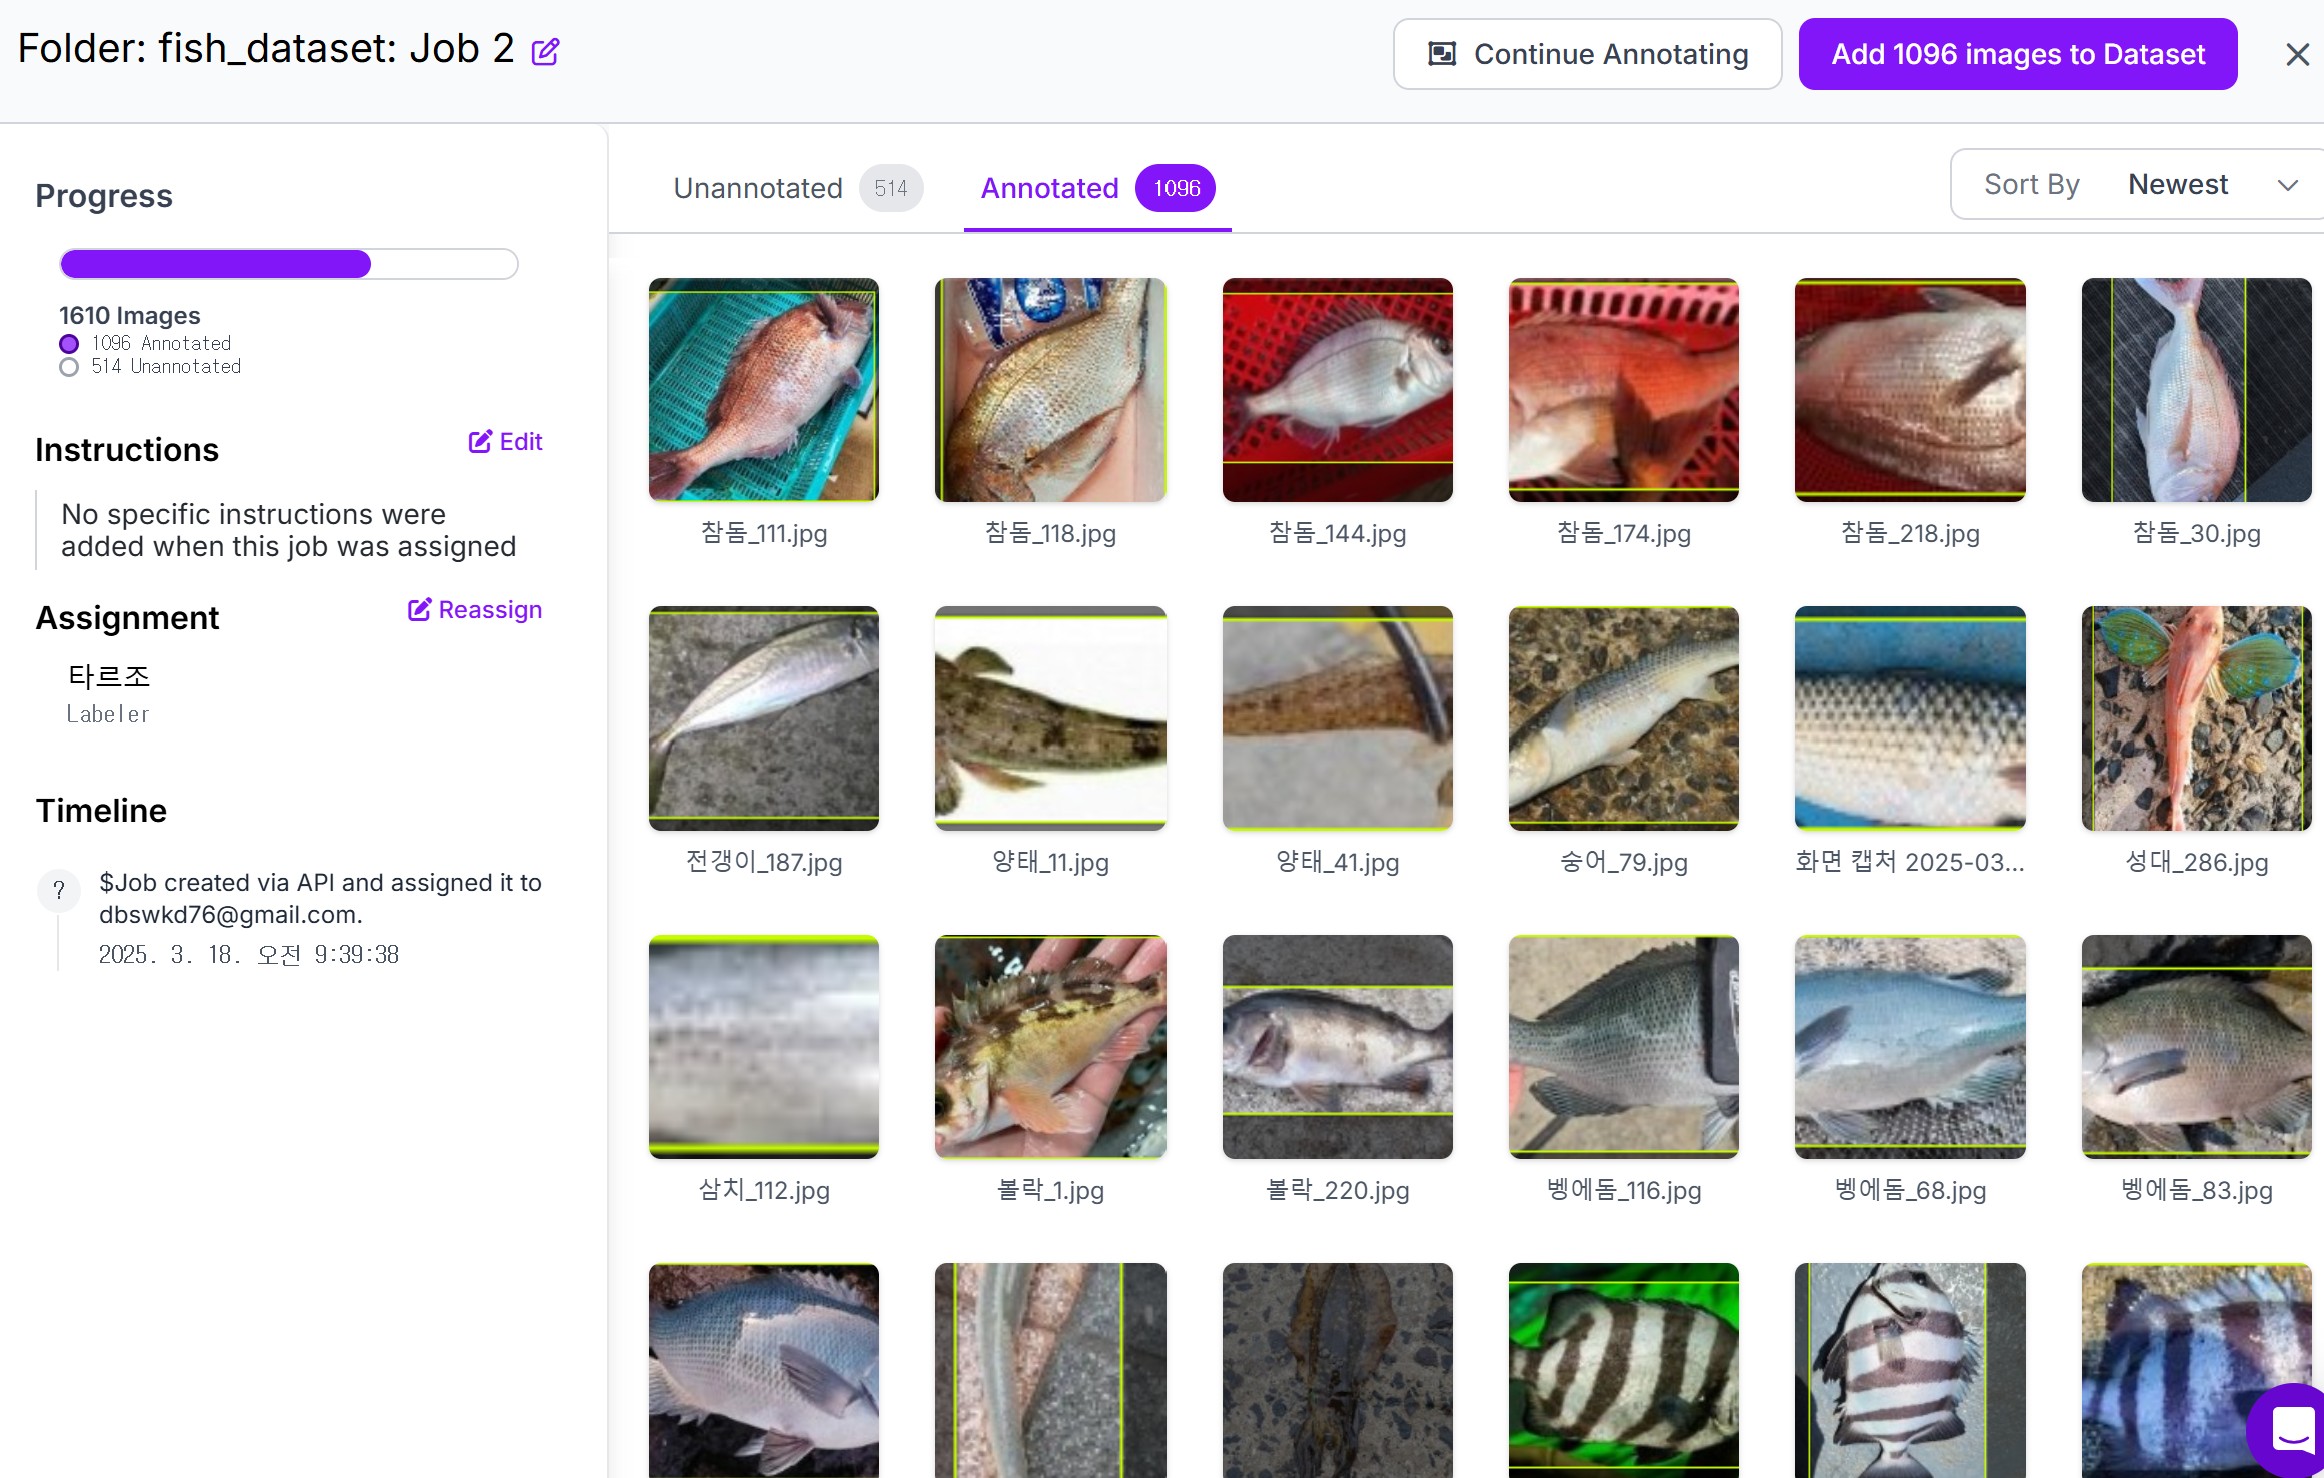 Folder: fish_dataset: Job 2
Continue Annotating
Add 1096 images to Dataset
Progress
1610 Images
1096 Annotated
514 Unannotated
Instructions
Edit
No specific instructions were
added when this job was assigned
Assignment
Reassign
타르조
Labeler
Timeline
?
$Job created via API and assigned it to
dbswkd76@gmail.com.
2025. 3. 18. 오전 9:39:38
Unannotated 514
Annotated 1096
Sort By Newest
참돔_111.jpg
참돔_118.jpg
참돔_144.jpg
참돔_174.jpg
참돔_218.jpg
참돔_30.jpg
전갱이_187.jpg
양태_11.jpg
양태_41.jpg
숭어_79.jpg
화면 캡처 2025-03...
성대_286.jpg
삼치_112.jpg
볼락_1.jpg
볼락_220.jpg
벵에돔_116.jpg
벵에돔_68.jpg
벵에돔_83.jpg